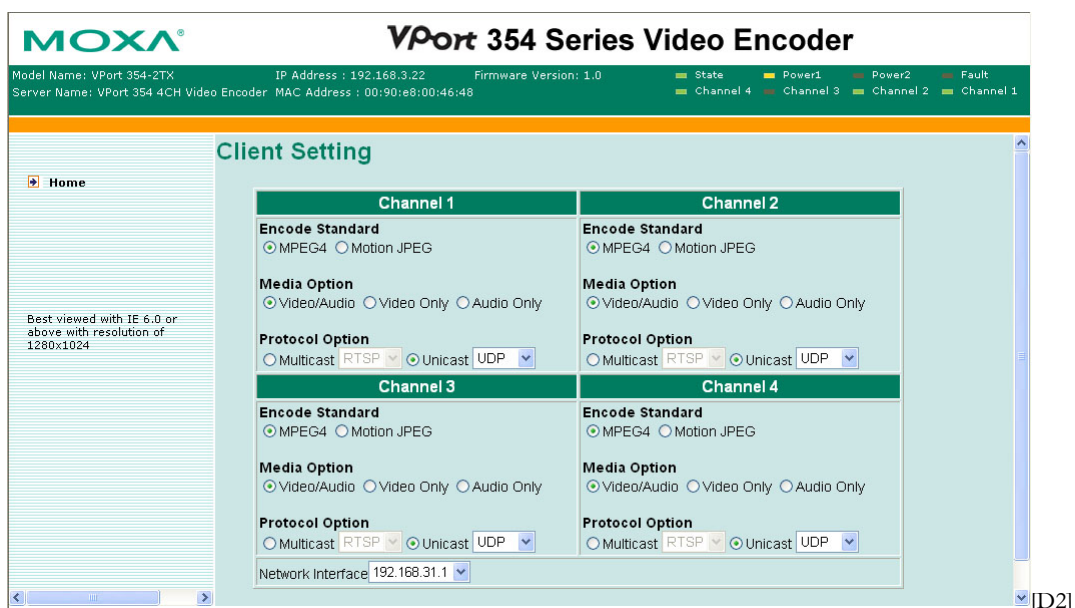 MOXA®
VPort 354 Series Video Encoder
Model Name: VPort 354-2TX IP Address : 192.168.3.22 Firmware Version: 1.0 State Power1 Power2 Fault
Server Name: VPort 354 4CH Video Encoder MAC Address : 00:90:e8:00:46:48 Channel 4 Channel 3 Channel 2 Channel 1
Client Setting
Home
Best viewed with IE 6.0 or
above with resolution of
1280x1024
Channel 1 Channel 2
Encode Standard Encode Standard
MPEG4 Motion JPEG MPEG4 Motion JPEG
Media Option Media Option
Video/Audio Video Only Audio Only Video/Audio Video Only Audio Only
Protocol Option Protocol Option
Multicast RTSP Unicast UDP Multicast RTSP Unicast UDP
Channel 3 Channel 4
Encode Standard Encode Standard
MPEG4 Motion JPEG MPEG4 Motion JPEG
Media Option Media Option
Video/Audio Video Only Audio Only Video/Audio Video Only Audio Only
Protocol Option Protocol Option
Multicast RTSP Unicast UDP Multicast RTSP Unicast UDP
Network Interface 192.168.31.1
[D2]